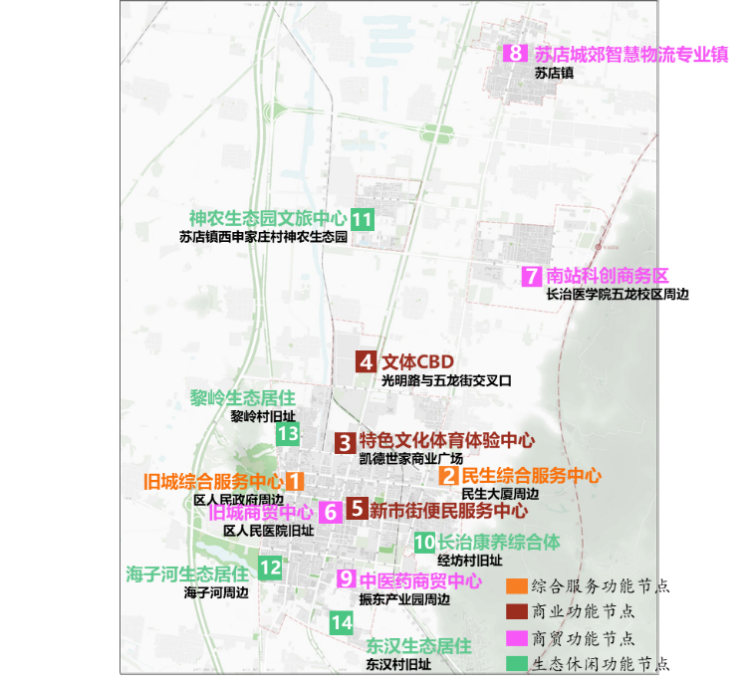 8 苏店城郊智慧物流专业镇
苏店镇
神农生态园文旅中心 11
苏店镇西申家庄村神农生态园
7 南站科创商务区
长治医学院五龙校区周边
4 文体CBD
光明路与五龙街交叉口
黎岭生态居住
黎岭村旧址
13
3 特色文化体育体验中心
凯德世家商业广场
旧城综合服务中心 1
区人民政府周边
2 民生综合服务中心
民生大厦周边
旧城商贸中心 6
区人民医院旧址
5 新市街便民服务中心
10 长治康养综合体
经坊村旧址
海子河生态居住 12
海子河周边
9 中医药商贸中心
振东产业园周边
14
东汉生态居住
东汉村旧址
综合服务功能节点
商业功能节点
商贸功能节点
生态休闲功能节点